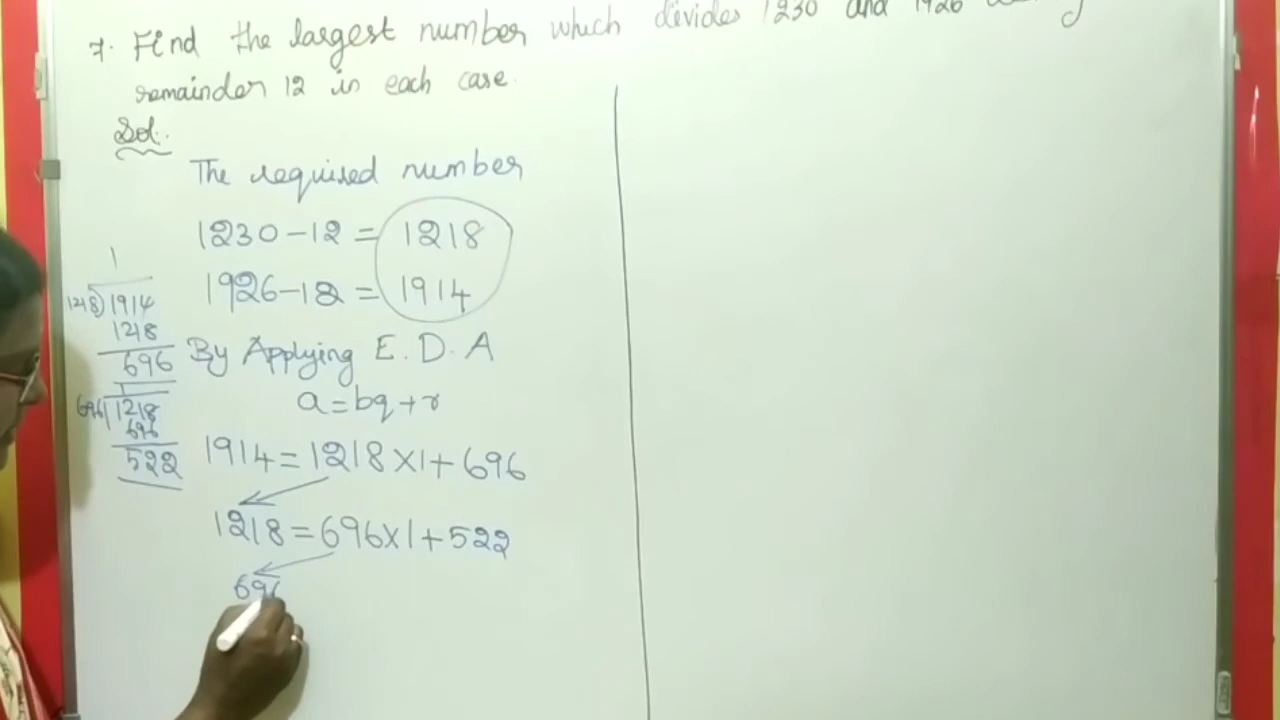 7. Find the largest number which divides 1230 and 1926
remainder 12 in each case.
Sol:
The required number
1230-12 = 1218
1926-12 = 1914
By Applying E.D.A
a=bq+r
1914=1218X1+696
1218=696X1+522
696
1
1218)1914
1218
696
1
696)1218
696
522